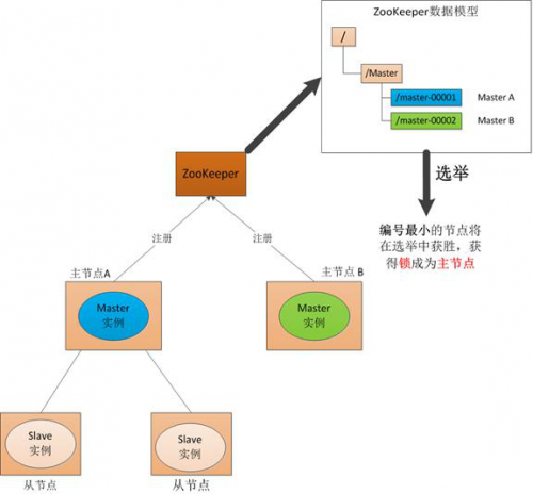 ZooKeeper数据模型
/
/Master
/master-00001 Master A
/master-00002 Master B
选举
编号最小的节点将
在选举中获胜，获
得锁成为主节点
ZooKeeper
注册 注册
主节点A 主节点 B
Master
实例
Master
实例
Slave
实例
从节点
Slave
实例
从节点